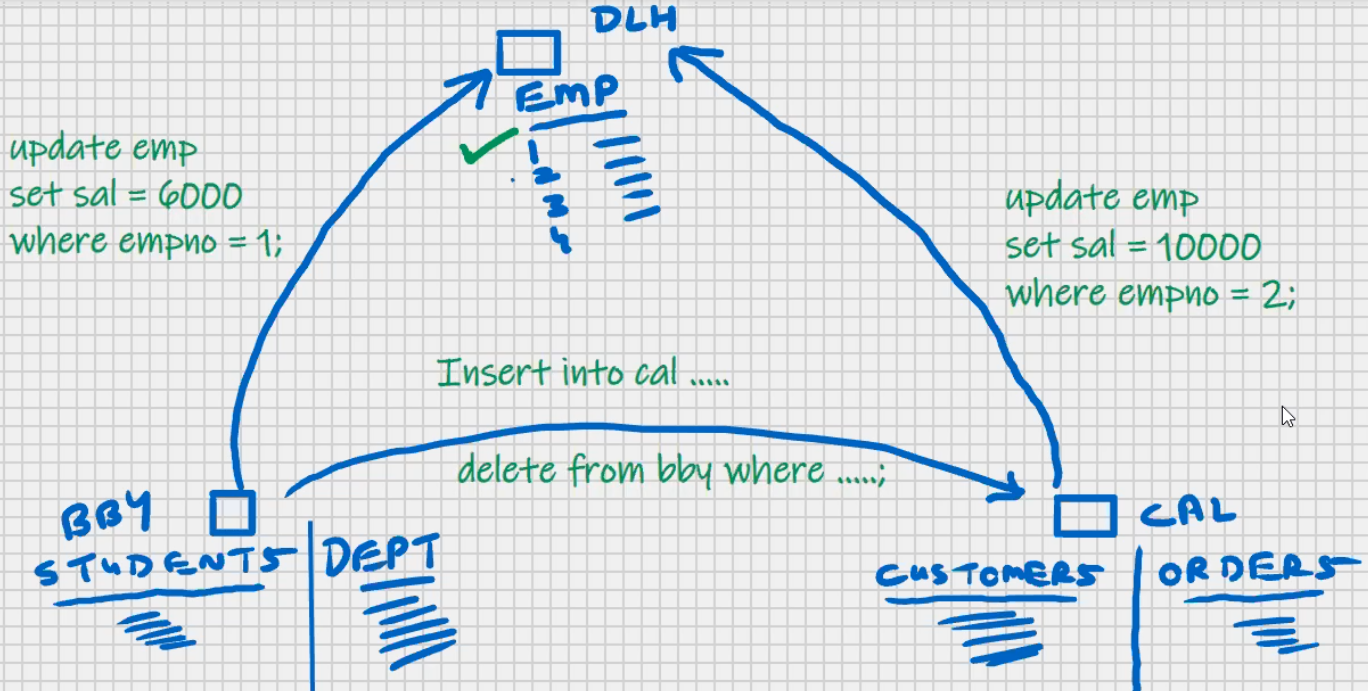 DLH
EMP
1
2
3
4
update emp
set sal = 6000
where empno = 1;
update emp
set sal = 10000
where empno = 2;
Insert into cal .....
delete from bby where .....;
BBY
STUDENTS
DEPT
CAL
CUSTOMERS
ORDERS